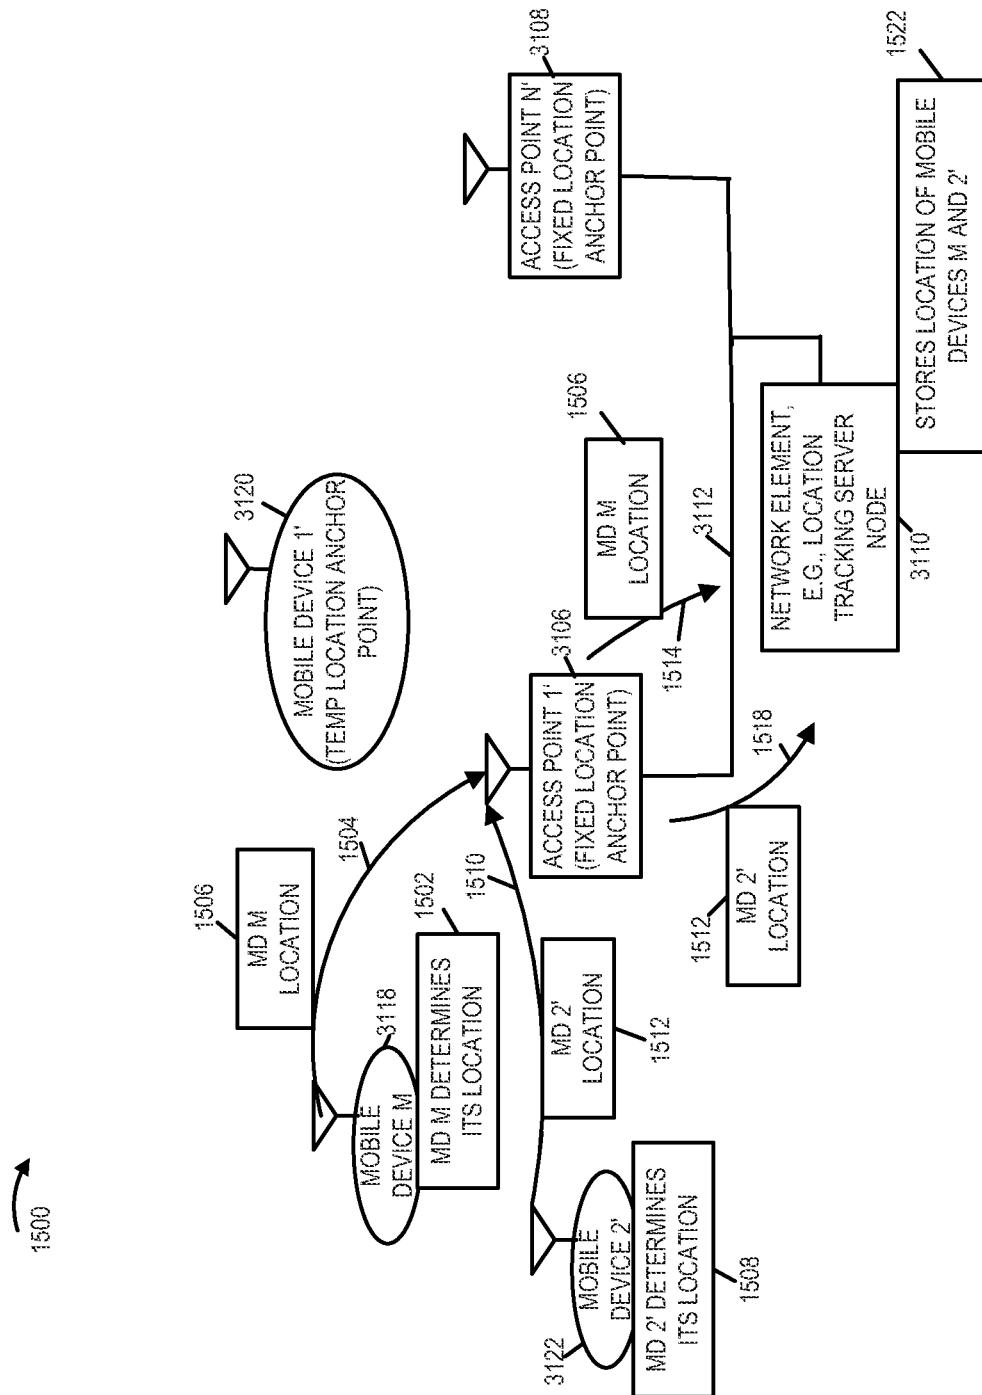 1500
3122
MOBILE
DEVICE 2'
MD 2' DETERMINES
ITS LOCATION
1508
MOBILE
DEVICE M
3118
MD M DETERMINES
ITS LOCATION
1502
1506
MD M
LOCATION
1504
1510
MD 2'
LOCATION
1512
3120
MOBILE DEVICE 1'
(TEMP LOCATION ANCHOR
POINT)
3106
ACCESS POINT 1'
(FIXED LOCATION
ANCHOR POINT)
1512
MD 2'
LOCATION
1518
1514
1506
MD M
LOCATION
3112
3108
ACCESS POINT N'
(FIXED LOCATION
ANCHOR POINT)
NETWORK ELEMENT,
E.G., LOCATION
TRACKING SERVER
NODE
3110
1522
STORES LOCATION OF MOBILE
DEVICES M AND 2'